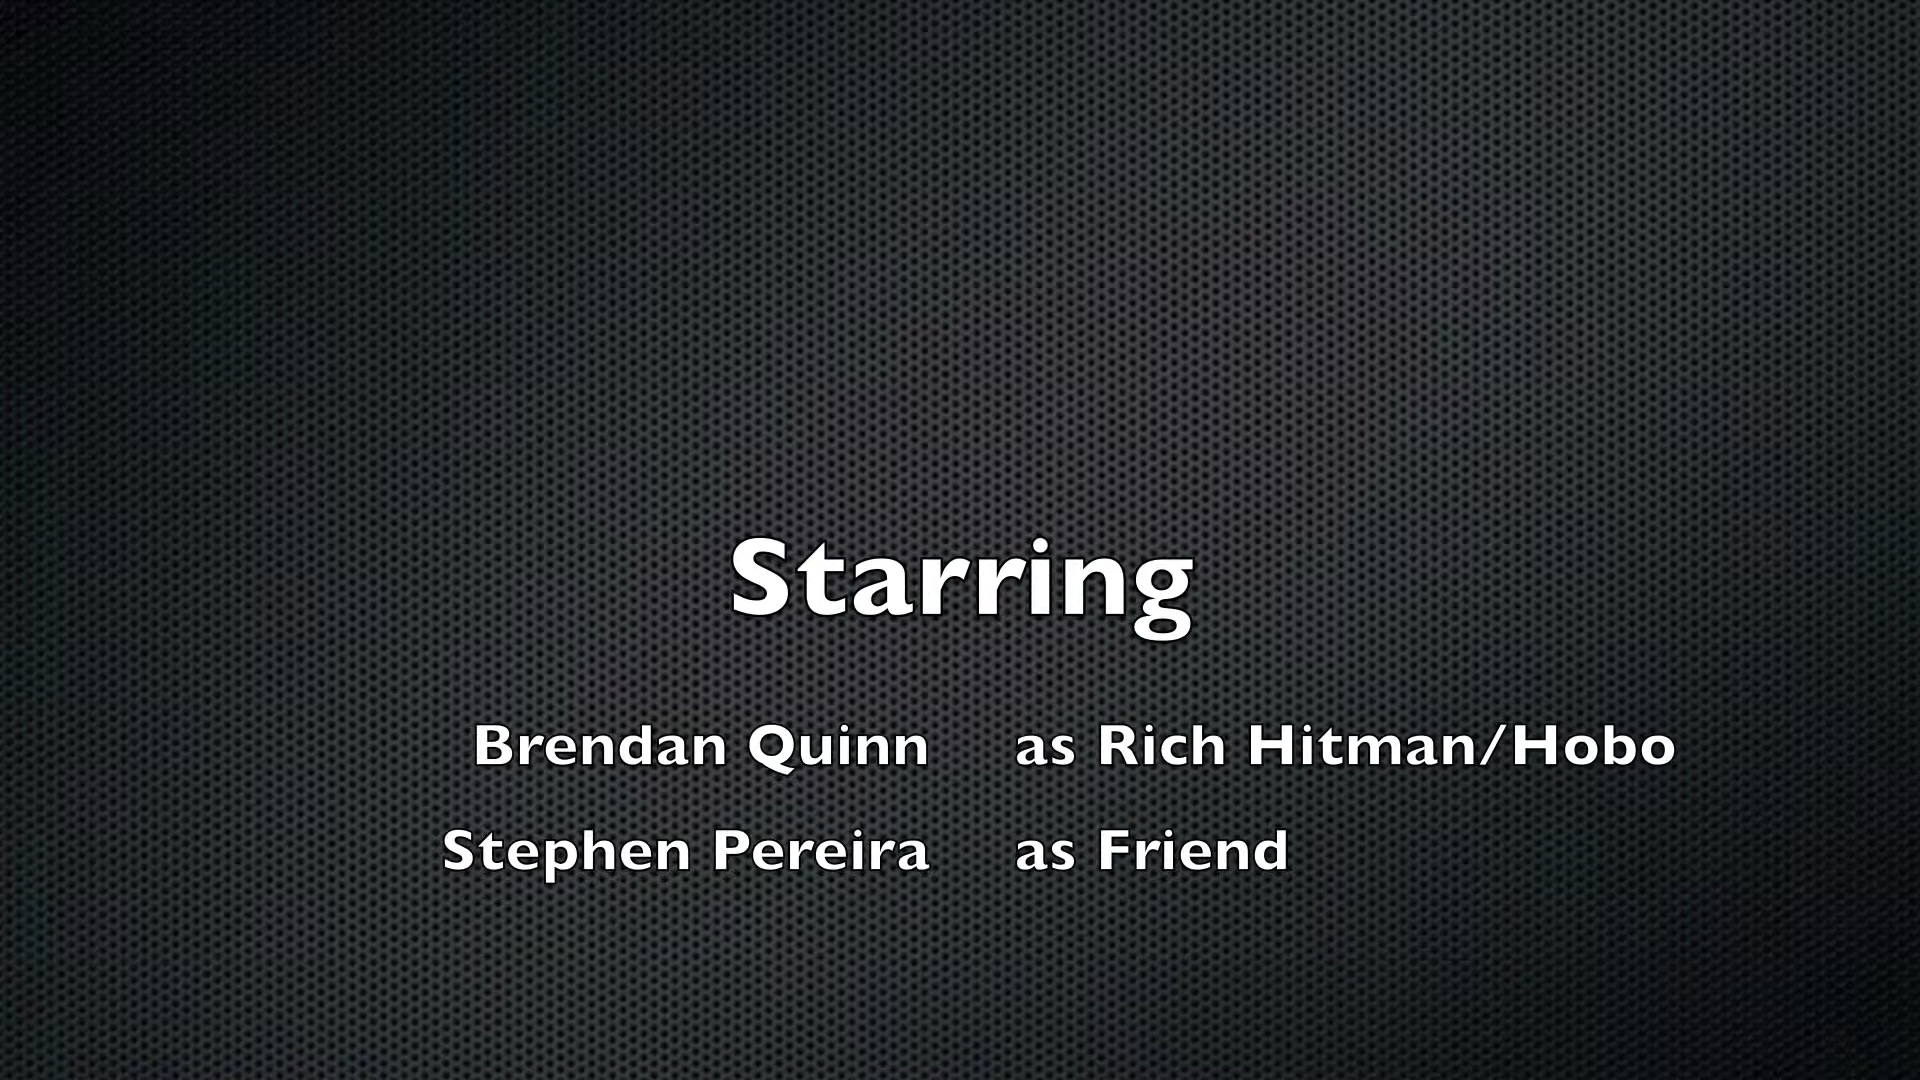 Starring
Brendan Quinn as Rich Hitman/Hobo
Stephen Pereira as Friend